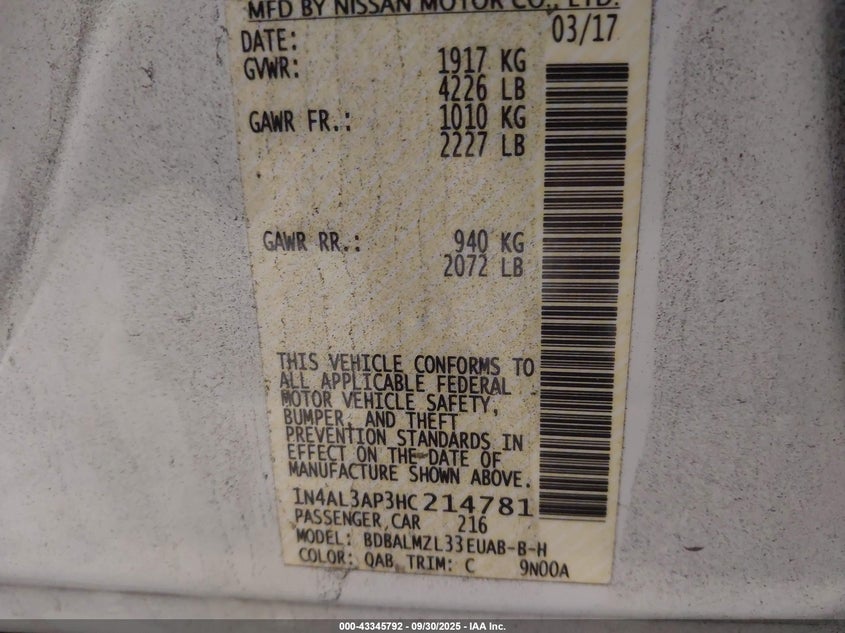 MFD BY NISSAN MOTOR CO., LTD.
DATE: 03/17
GVWR: 1917 KG
4226 LB
GAWR FR.: 1010 KG
2227 LB
GAWR RR.: 940 KG
2072 LB
THIS VEHICLE CONFORMS TO
ALL APPLICABLE FEDERAL
MOTOR VEHICLE SAFETY,
BUMPER, AND THEFT
PREVENTION STANDARDS IN
EFFECT ON THE DATE OF
MANUFACTURE SHOWN ABOVE.
1N4AL3AP3HC214781
PASSENGER CAR 216
MODEL: BDBALMZL33EUAB-B-H
COLOR: QAB TRIM: C 9N00A
000-43345792 - 09/30/2025 - IAA Inc.